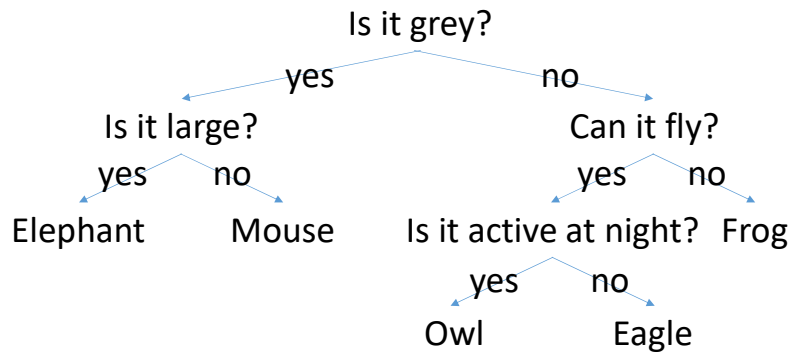 Is it grey?
yes no
Is it large? Can it fly?
yes no yes no
Elephant Mouse Is it active at night? Frog
yes no
Owl Eagle